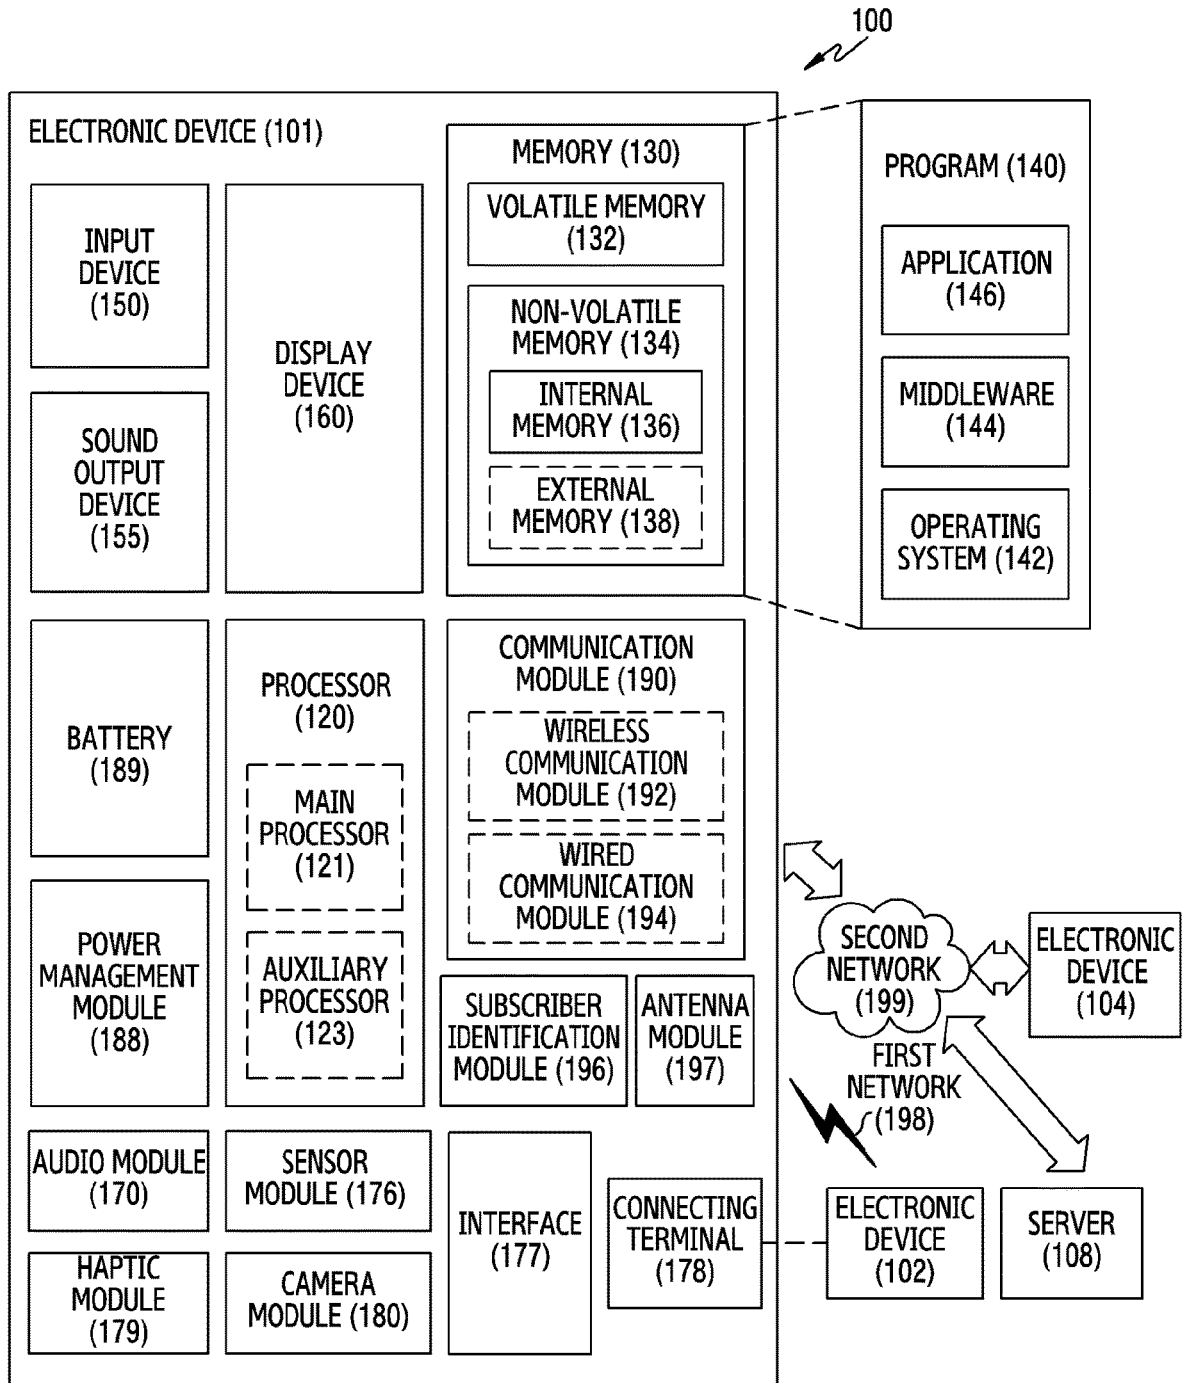 100
ELECTRONIC DEVICE (101)
INPUT
DEVICE
(150)
SOUND
OUTPUT
DEVICE
(155)
DISPLAY
DEVICE
(160)
MEMORY (130)
VOLATILE MEMORY
(132)
NON-VOLATILE
MEMORY (134)
INTERNAL
MEMORY (136)
EXTERNAL
MEMORY (138)
PROGRAM (140)
APPLICATION
(146)
MIDDLEWARE
(144)
OPERATING
SYSTEM (142)
BATTERY
(189)
POWER
MANAGEMENT
MODULE
(188)
PROCESSOR
(120)
MAIN
PROCESSOR
(121)
AUXILIARY
PROCESSOR
(123)
COMMUNICATION
MODULE (190)
WIRELESS
COMMUNICATION
MODULE (192)
WIRED
COMMUNICATION
MODULE (194)
SUBSCRIBER
IDENTIFICATION
MODULE (196)
ANTENNA
MODULE
(197)
SECOND
NETWORK
(199)
ELECTRONIC
DEVICE
(104)
FIRST
NETWORK
(198)
AUDIO MODULE
(170)
SENSOR
MODULE (176)
INTERFACE
(177)
CONNECTING
TERMINAL
(178)
ELECTRONIC
DEVICE
(102)
SERVER
(108)
HAPTIC
MODULE
(179)
CAMERA
MODULE (180)